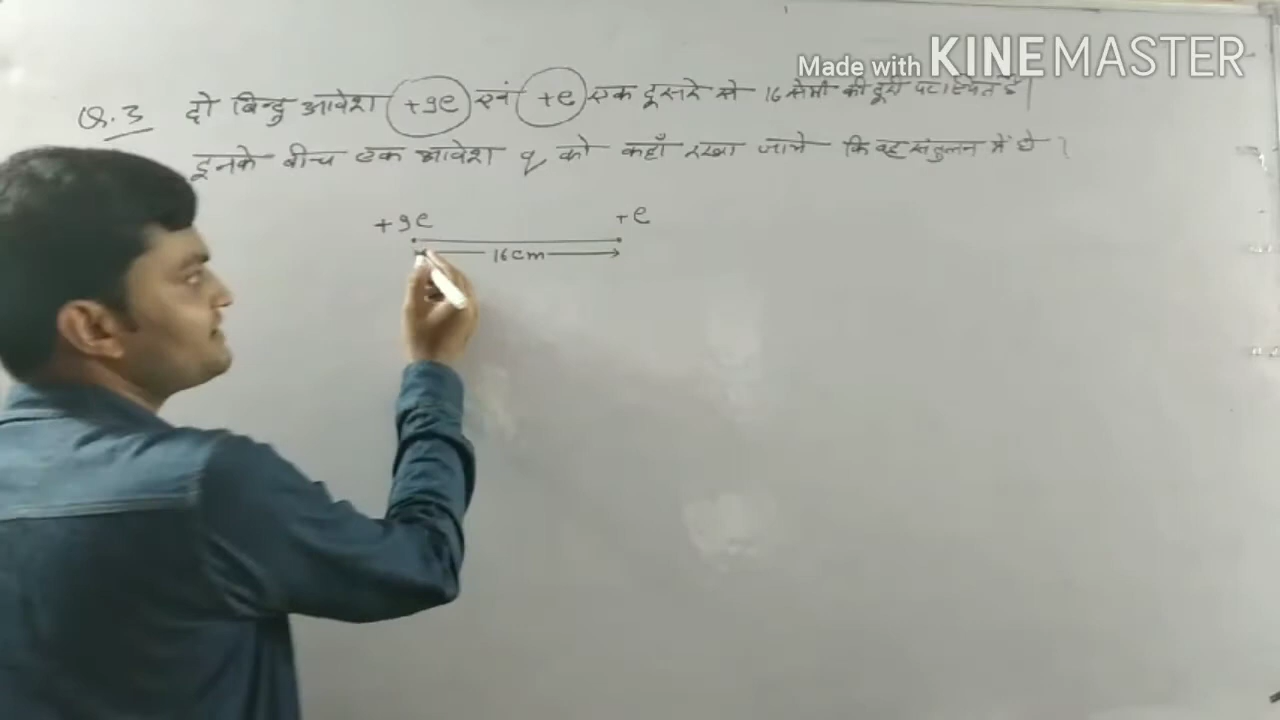 Made with KINEMASTER
Q.3 दो बिन्दु आवेश +9e एवं +e एक दूसरे से 16 सेमी की दूरी पर स्थित हैं।
इनके बीच एक आवेश q को कहाँ रखा जाये कि वह संतुलन में हो ?
+9e +e
16cm